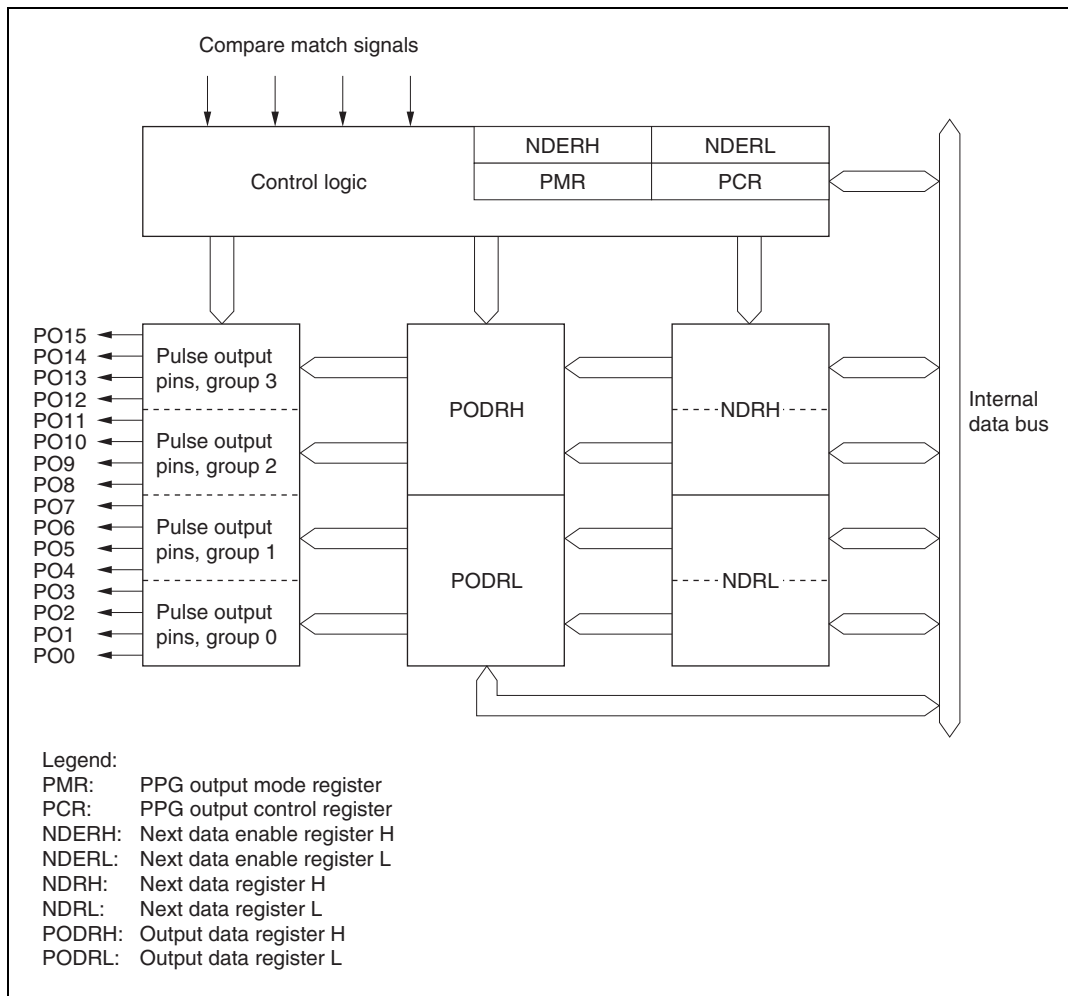 Compare match signals
Control logic
NDERH
NDERL
PMR
PCR
PO15
PO14
PO13
PO12
PO11
PO10
PO9
PO8
PO7
PO6
PO5
PO4
PO3
PO2
PO1
PO0
Pulse output
pins, group 3
Pulse output
pins, group 2
Pulse output
pins, group 1
Pulse output
pins, group 0
PODRH
PODRL
NDRH
NDRL
Internal
data bus
Legend:
PMR: PPG output mode register
PCR: PPG output control register
NDERH: Next data enable register H
NDERL: Next data enable register L
NDRH: Next data register H
NDRL: Next data register L
PODRH: Output data register H
PODRL: Output data register L